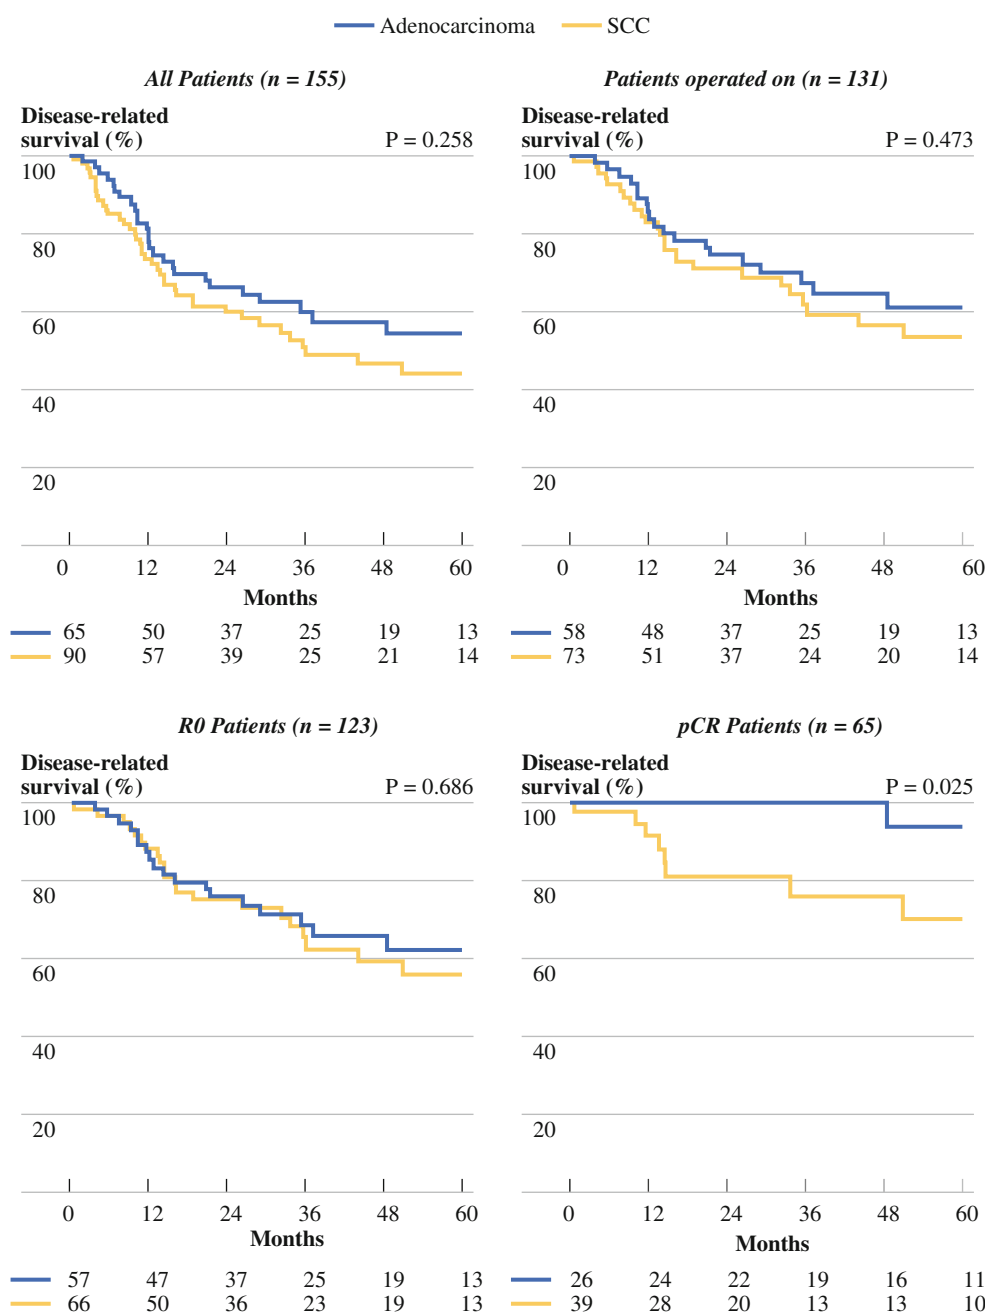 Adenocarcinoma SCC
All Patients (n = 155)
Disease-related
survival (%) P = 0.258
100
80
60
40
20
0 12 24 36 48 60
Months
65 50 37 25 19 13
90 57 39 25 21 14
Patients operated on (n = 131)
Disease-related
survival (%) P = 0.473
100
80
60
40
20
0 12 24 36 48 60
Months
58 48 37 25 19 13
73 51 37 24 20 14
R0 Patients (n = 123)
Disease-related
survival (%) P = 0.686
100
80
60
40
20
0 12 24 36 48 60
Months
57 47 37 25 19 13
66 50 36 23 19 13
pCR Patients (n = 65)
Disease-related
survival (%) P = 0.025
100
80
60
40
20
0 12 24 36 48 60
Months
26 24 22 19 16 11
39 28 20 13 13 10